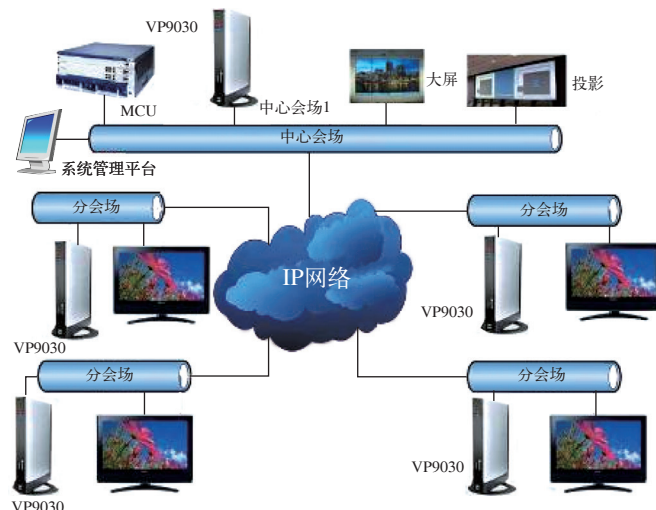 VP9030
大屏
投影
MCU
中心会场1
中心会场
系统管理平台
分会场
分会场
IP网络
VP9030
VP9030
分会场
分会场
VP9030
VP9030